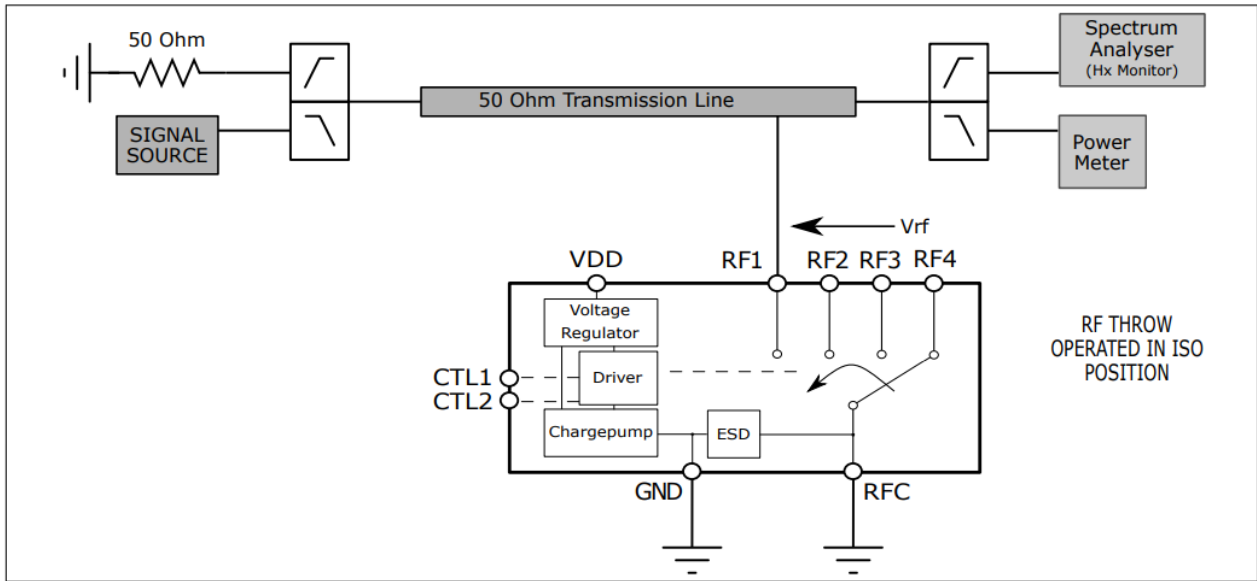 50 Ohm
SIGNAL
SOURCE
50 Ohm Transmission Line
Spectrum
Analyser
(Hx Monitor)
Power
Meter
Vrf
VDD
RF1
RF2
RF3
RF4
Voltage
Regulator
Driver
CTL1
CTL2
Chargepump
ESD
GND
RFC
RF THROW
OPERATED IN ISO
POSITION